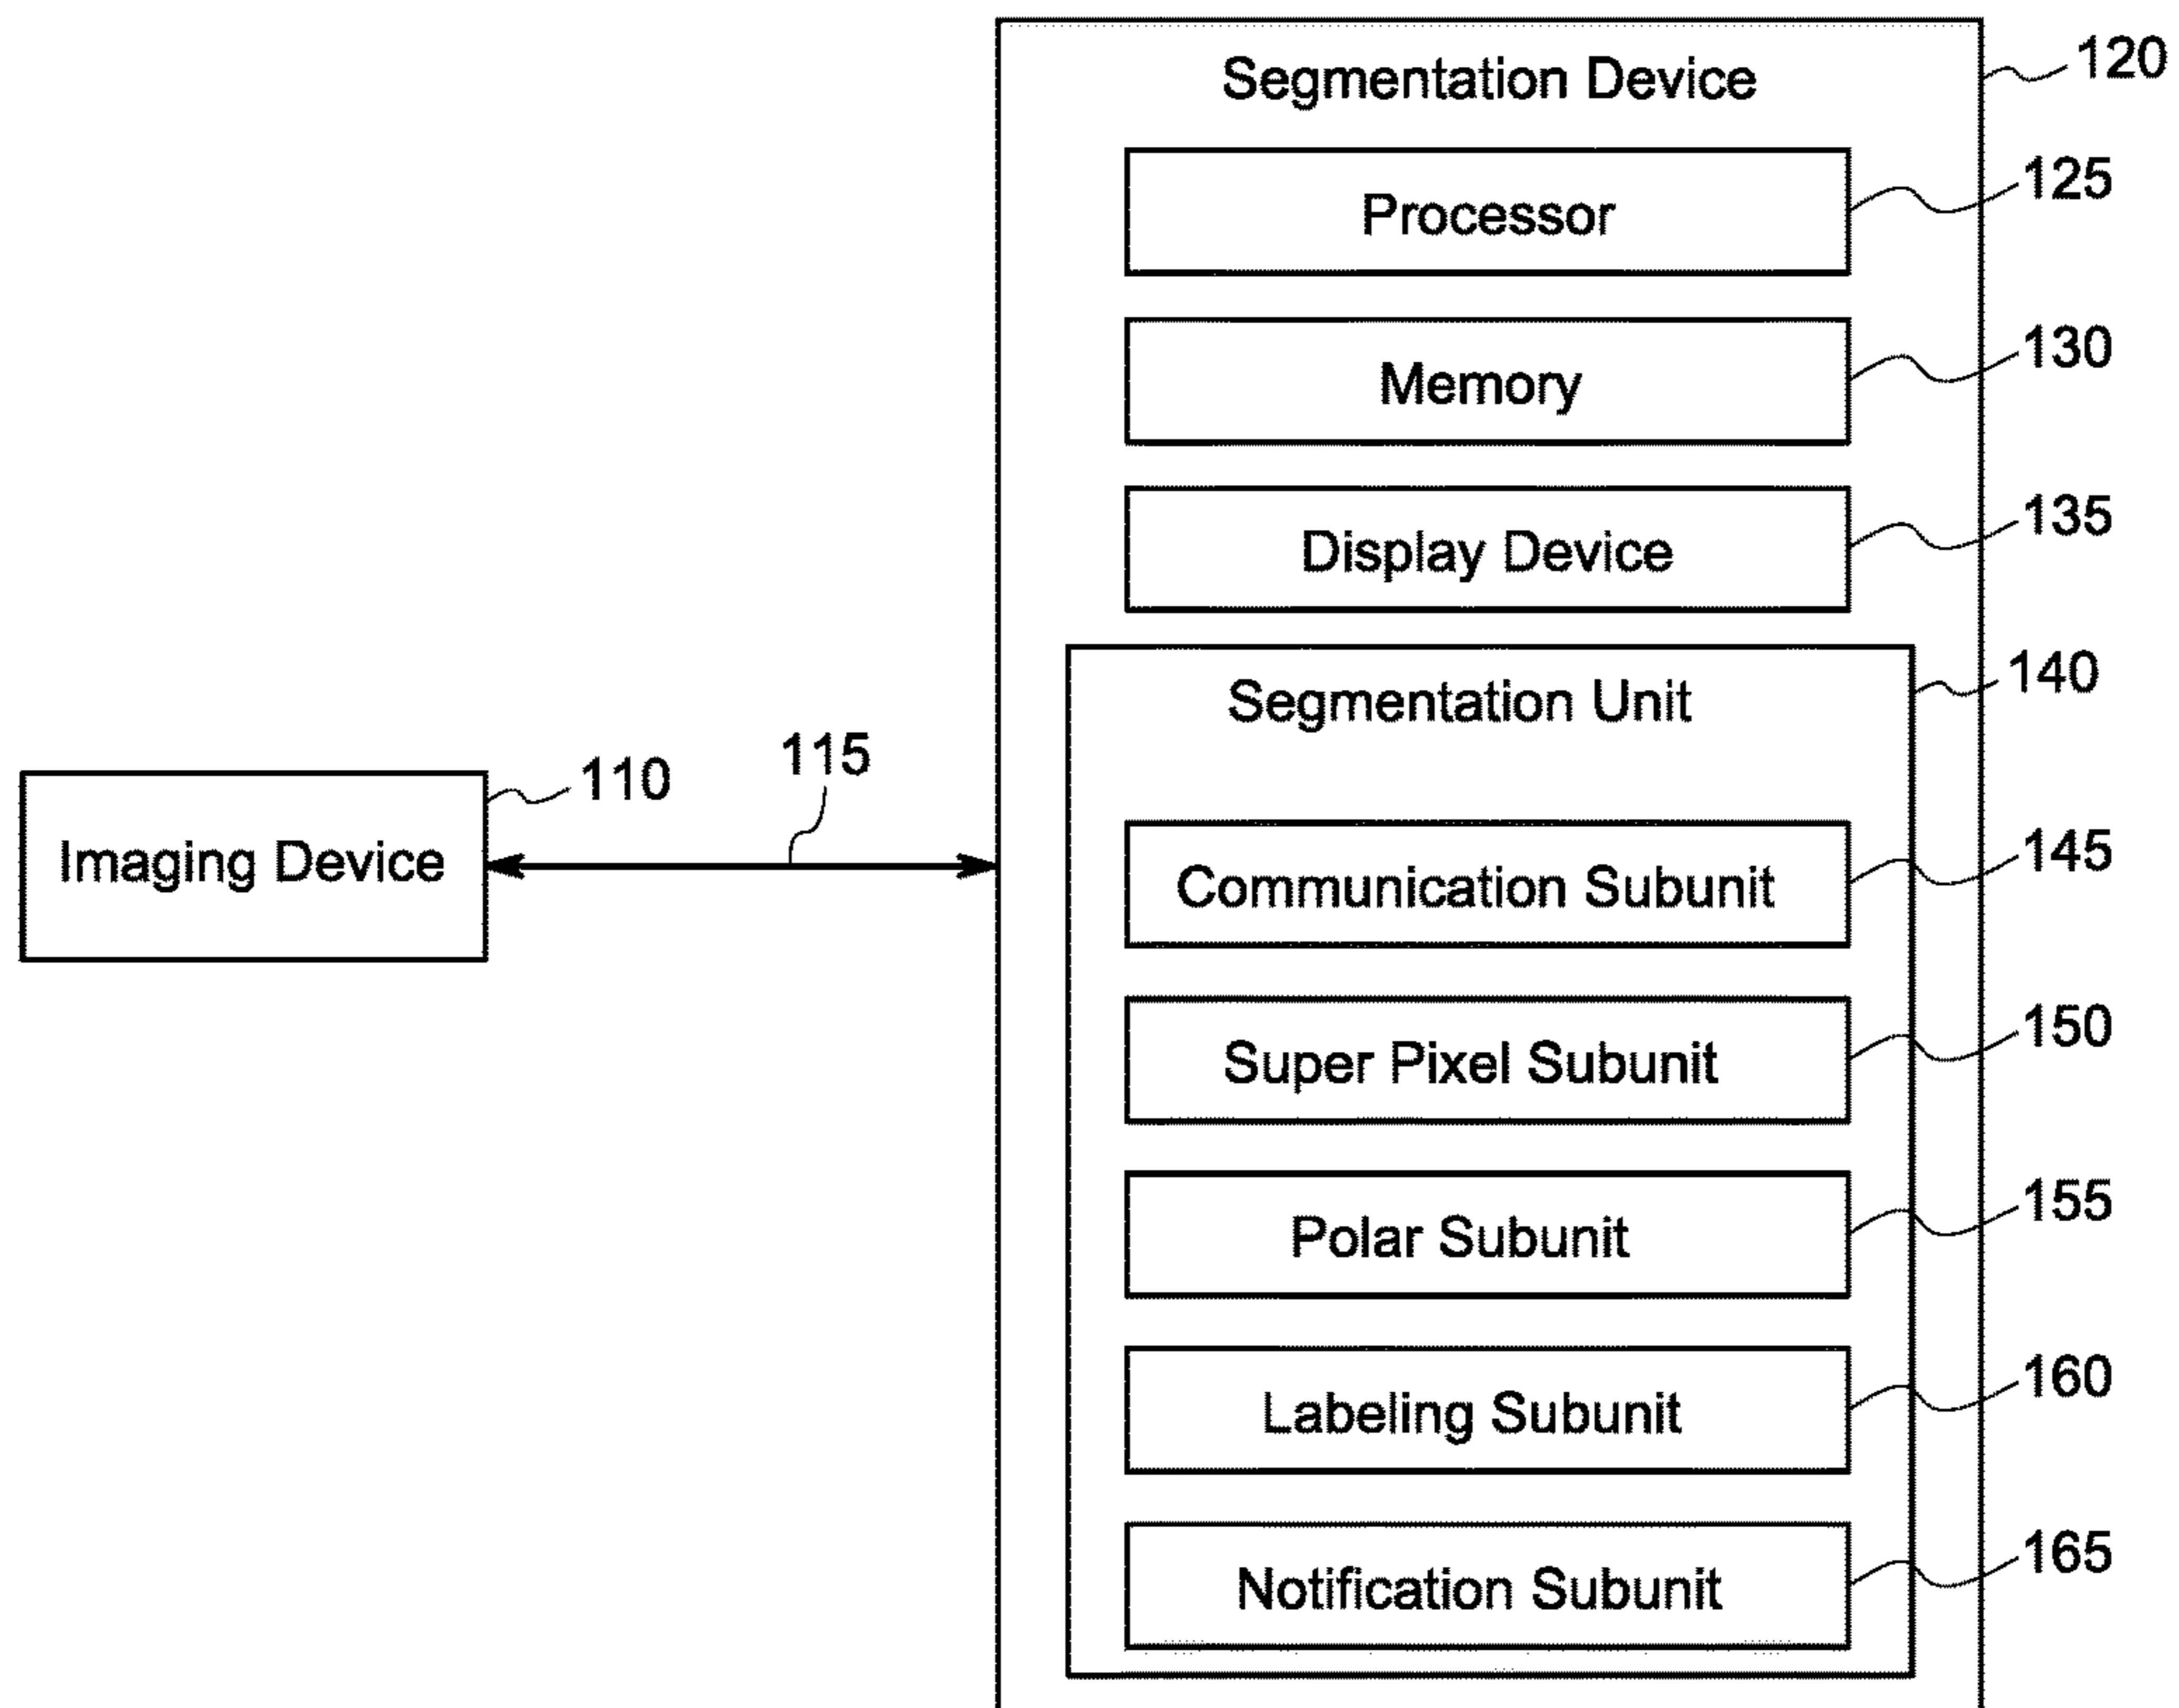 Segmentation Device
120
Processor
125
Memory
130
Display Device
135
Segmentation Unit
140
Imaging Device
110
115
Communication Subunit
145
Super Pixel Subunit
150
Polar Subunit
155
Labeling Subunit
160
Notification Subunit
165